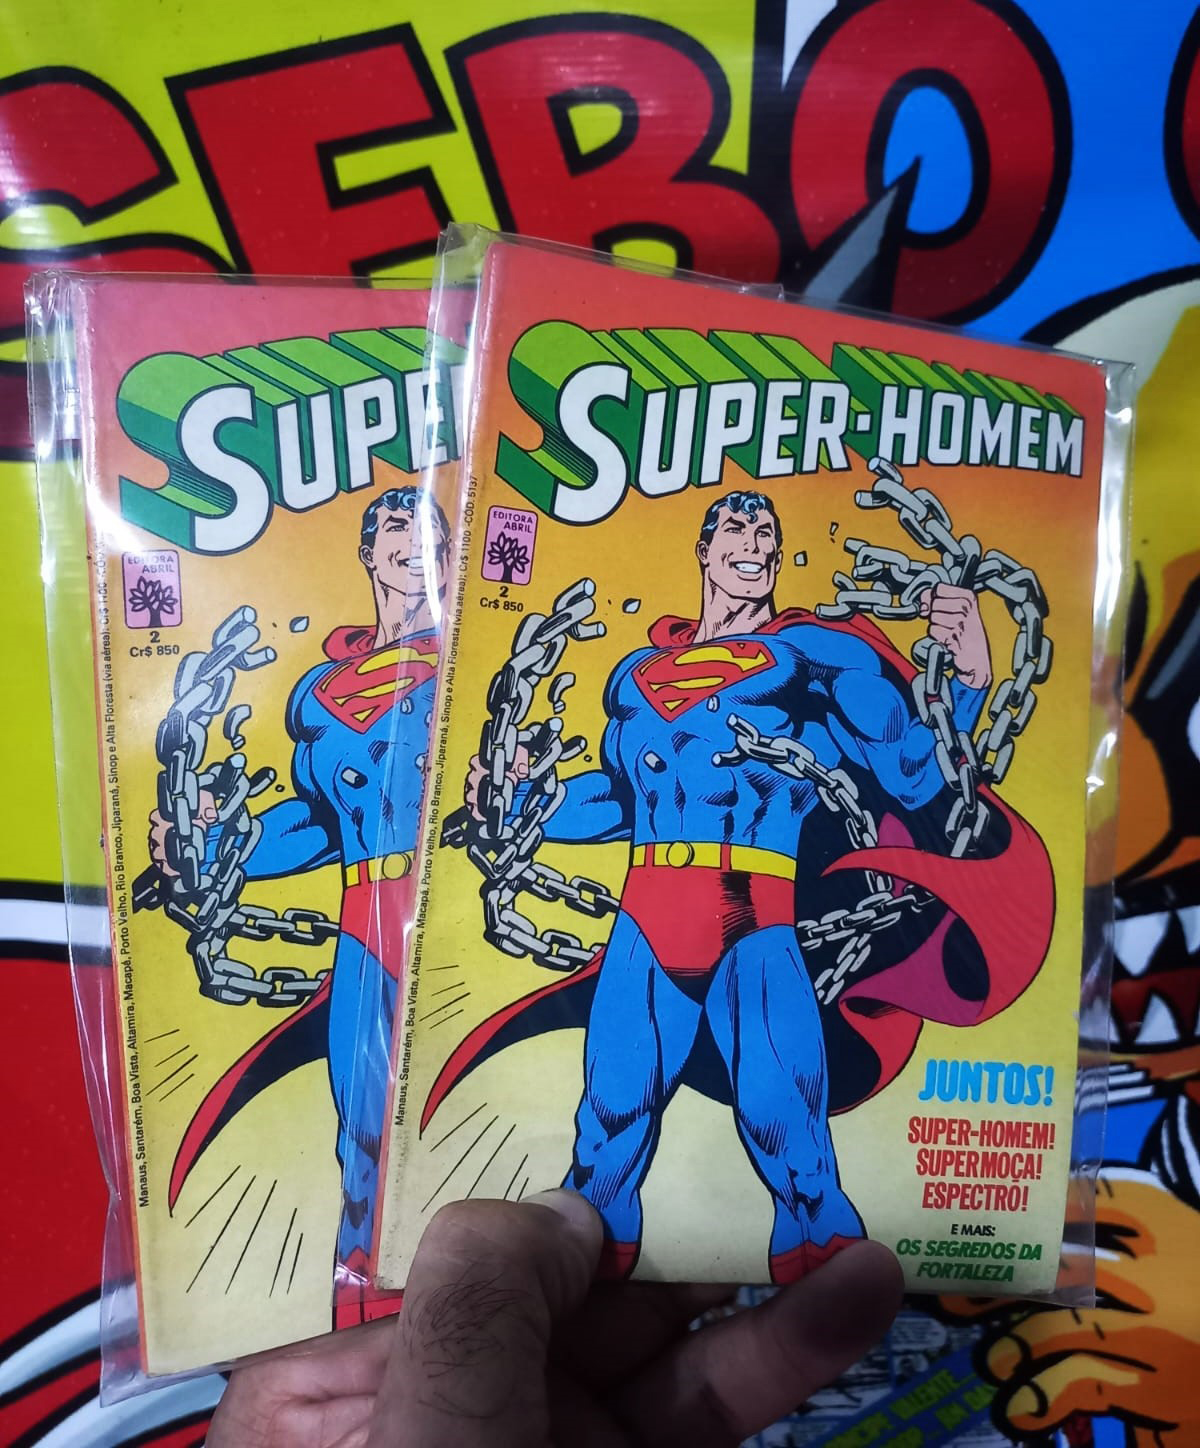 SEBO
SUPER
EDITORA
ABRIL
2
Cr$ 850
Manaus, Santarém, Boa Vista, Altamira, Macapá, Porto Velho, Rio Branco, Jiparaná, Sinop e Alta Floresta (via aérea): Cr$ 1100
SUPER-HOMEM
EDITORA
ABRIL
2
Cr$ 850
Manaus, Santarém, Boa Vista, Altamira, Macapá, Porto Velho, Rio Branco, Jiparaná, Sinop e Alta Floresta (via aérea): Cr$ 1100 -CÓD. 5137
S
S
JUNTOS!
SUPER-HOMEM!
SUPERMOÇA!
ESPECTRO!
E MAIS:
OS SEGREDOS DA
FORTALEZA
VALENTE